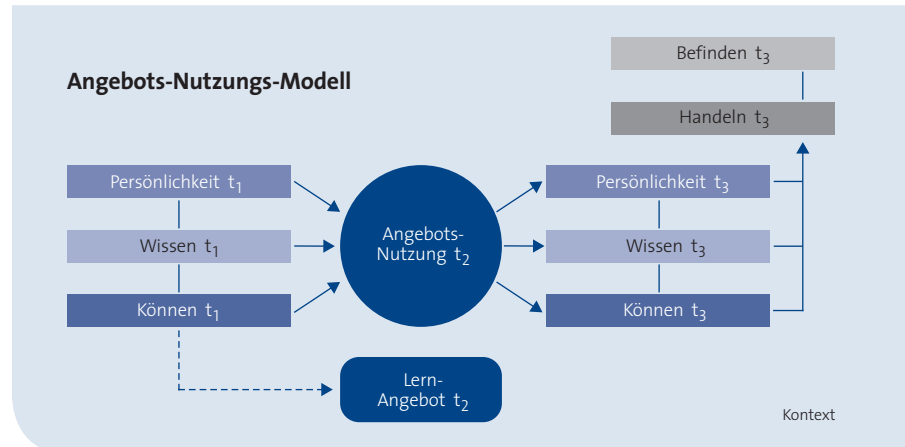 Angebots-Nutzungs-Modell
Befinden t3
Handeln t3
Persönlichkeit t1
Wissen t1
Können t1
Angebots-
Nutzung t2
Persönlichkeit t3
Wissen t3
Können t3
Lern-
Angebot t2
Kontext